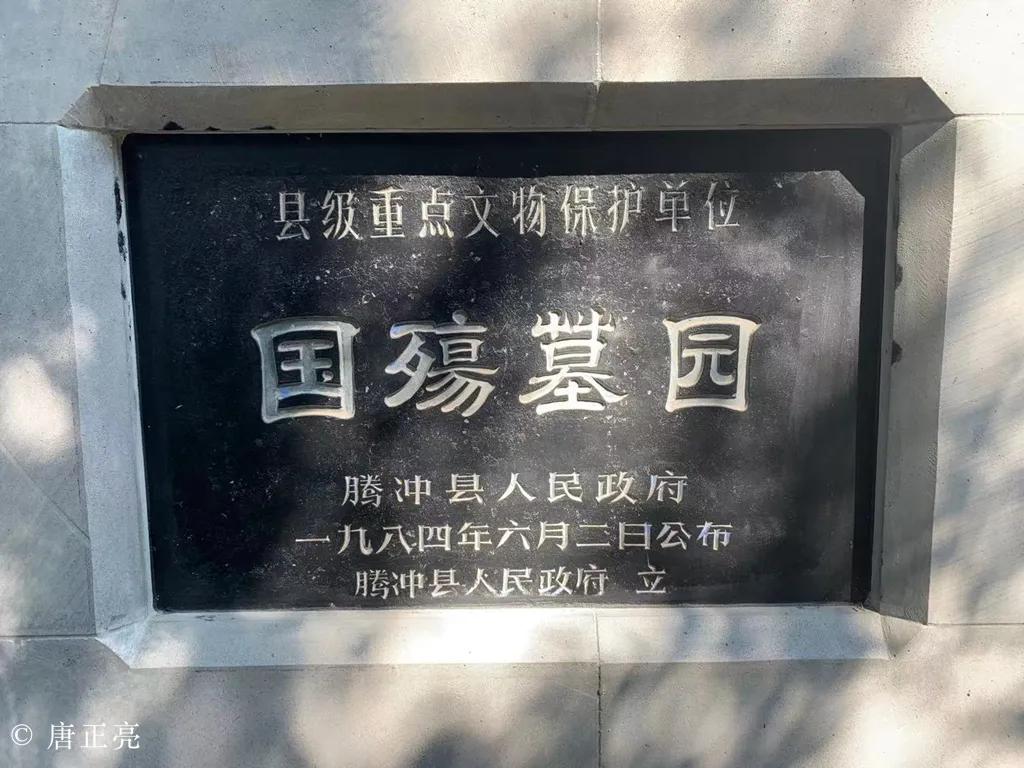 县级重点文物保护单位
国殇墓园
腾冲县人民政府
一九八四年六月二日公布
腾冲县人民政府 立
© 唐正亮